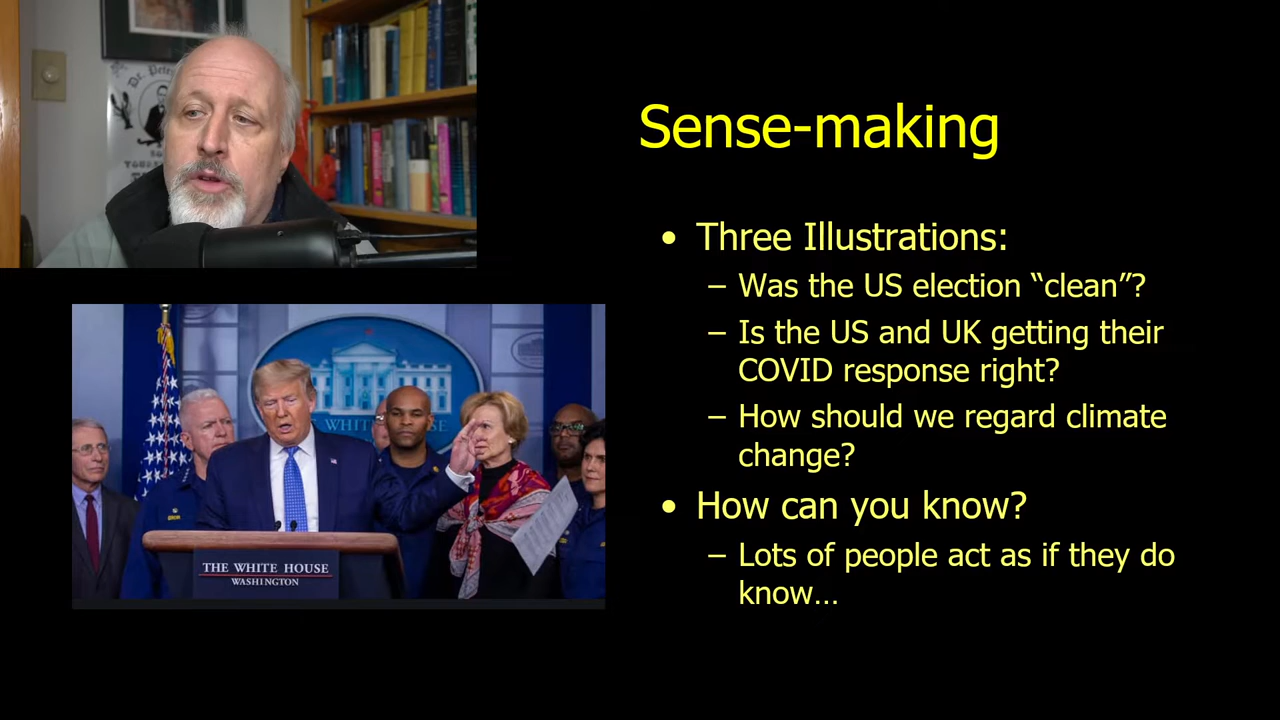 Dr. Pete
Sense-making
• Three Illustrations:
– Was the US election “clean”?
– Is the US and UK getting their
COVID response right?
– How should we regard climate
change?
• How can you know?
– Lots of people act as if they do
know…
THE WHITE HOUSE
WASHINGTON